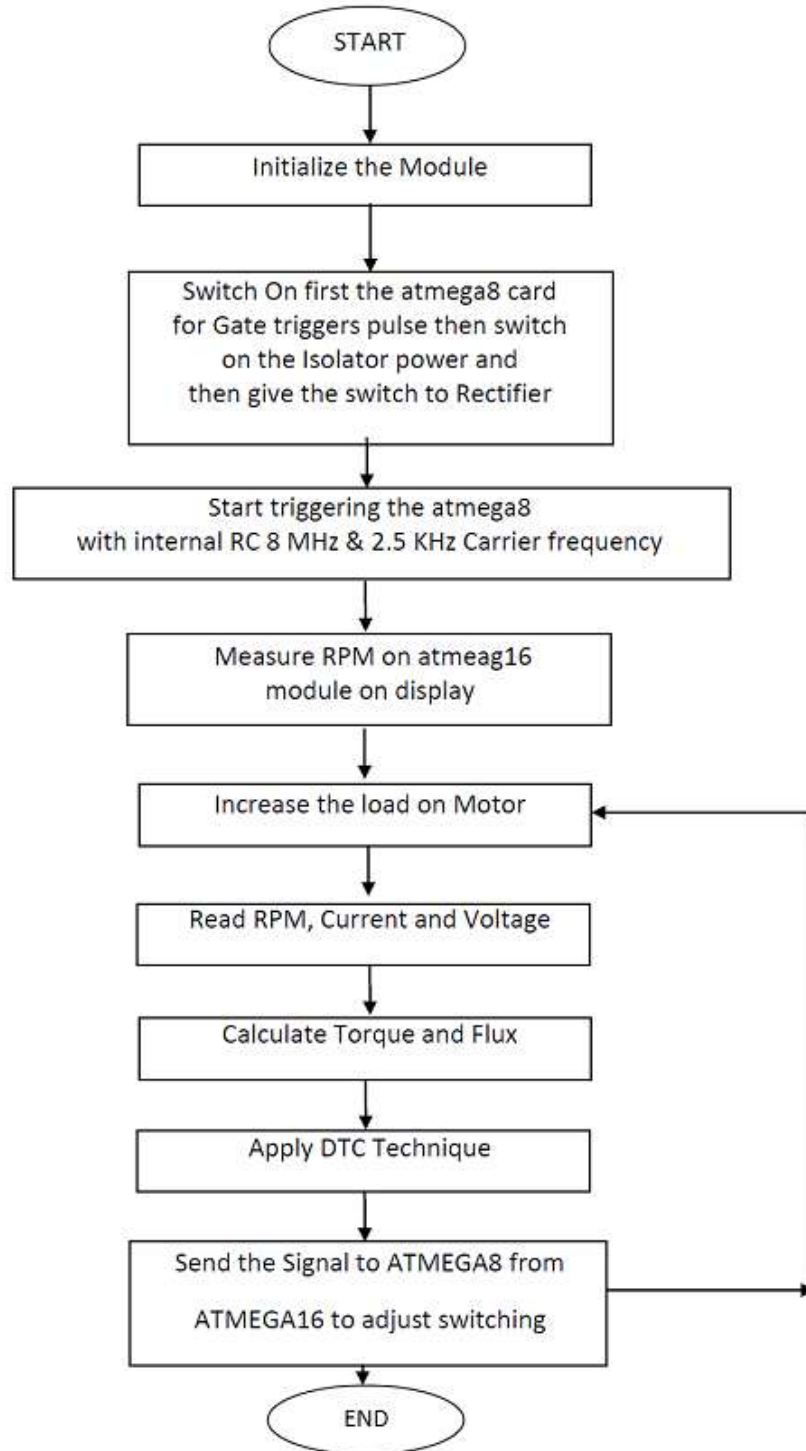 START
Initialize the Module
Switch On first the atmega8 card
for Gate triggers pulse then switch
on the Isolator power and
then give the switch to Rectifier
Start triggering the atmega8
with internal RC 8 MHz & 2.5 KHz Carrier frequency
Measure RPM on atmeag16
module on display
Increase the load on Motor
Read RPM, Current and Voltage
Calculate Torque and Flux
Apply DTC Technique
Send the Signal to ATMEGA8 from
ATMEGA16 to adjust switching
END